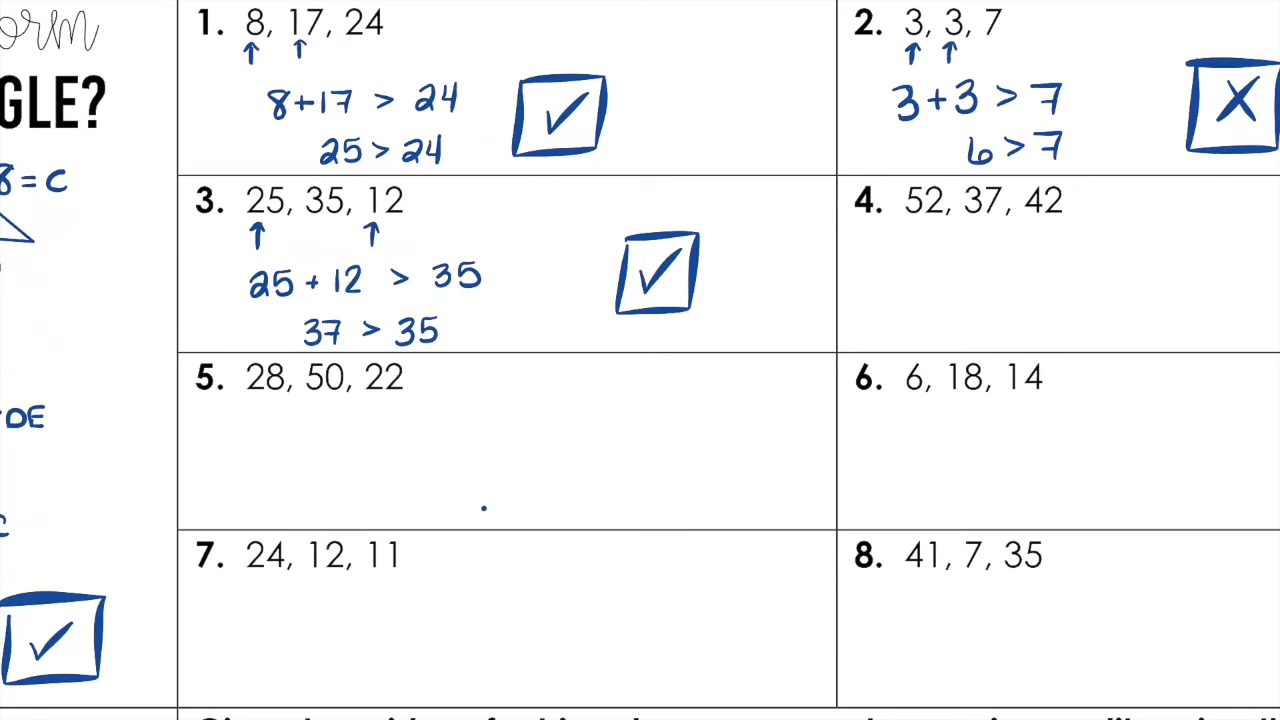 orm
GLE?
8 = C
DE
1. 8, 17, 24
8 + 17 > 24
25 > 24
2. 3, 3, 7
3 + 3 > 7
6 > 7
3. 25, 35, 12
25 + 12 > 35
37 > 35
4. 52, 37, 42
5. 28, 50, 22
6. 6, 18, 14
7. 24, 12, 11
8. 41, 7, 35